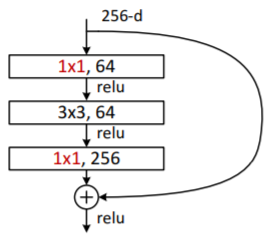 256-d
1x1, 64
relu
3x3, 64
relu
1x1, 256
+
relu